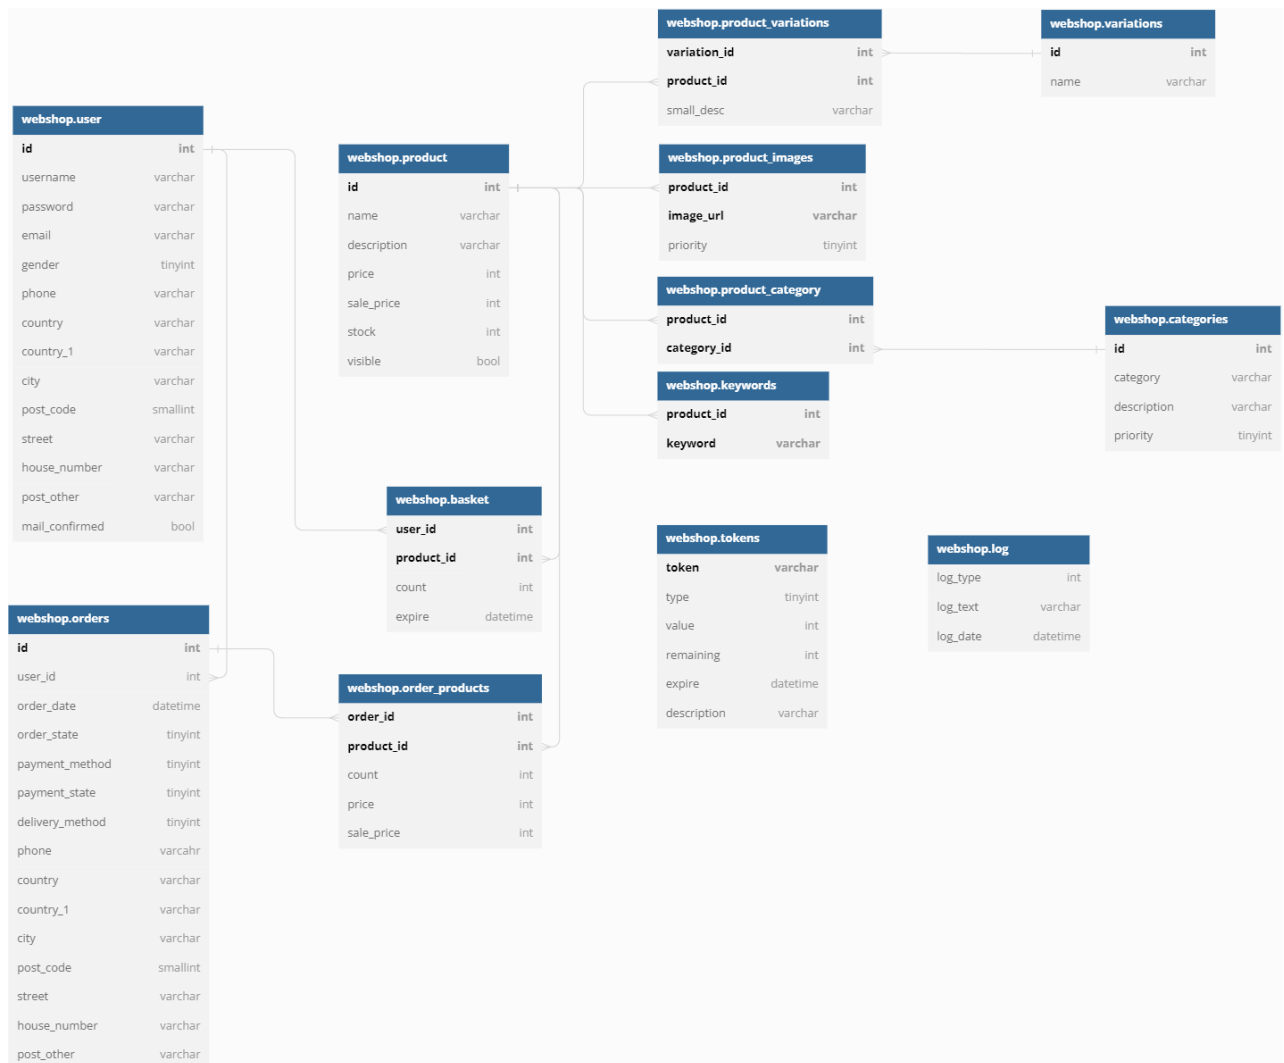 webshop.product_variations
variation_id int
product_id int
small_desc varchar
webshop.variations
id int
name varchar
webshop.user
id int
username varchar
password varchar
email varchar
gender tinyint
phone varchar
country varchar
country_1 varchar
city varchar
post_code smallint
street varchar
house_number varchar
post_other varchar
mail_confirmed bool
webshop.product
id int
name varchar
description varchar
price int
sale_price int
stock int
visible bool
webshop.product_images
product_id int
image_url varchar
priority tinyint
webshop.product_category
product_id int
category_id int
webshop.categories
id int
category varchar
description varchar
priority tinyint
webshop.keywords
product_id int
keyword varchar
webshop.basket
user_id int
product_id int
count int
expire datetime
webshop.tokens
token varchar
type tinyint
value int
remaining int
expire datetime
description varchar
webshop.log
log_type int
log_text varchar
log_date datetime
webshop.orders
id int
user_id int
order_date datetime
order_state tinyint
payment_method tinyint
payment_state tinyint
delivery_method tinyint
phone varcahr
country varchar
country_1 varchar
city varchar
post_code smallint
street varchar
house_number varchar
post_other varchar
webshop.order_products
order_id int
product_id int
count int
price int
sale_price int